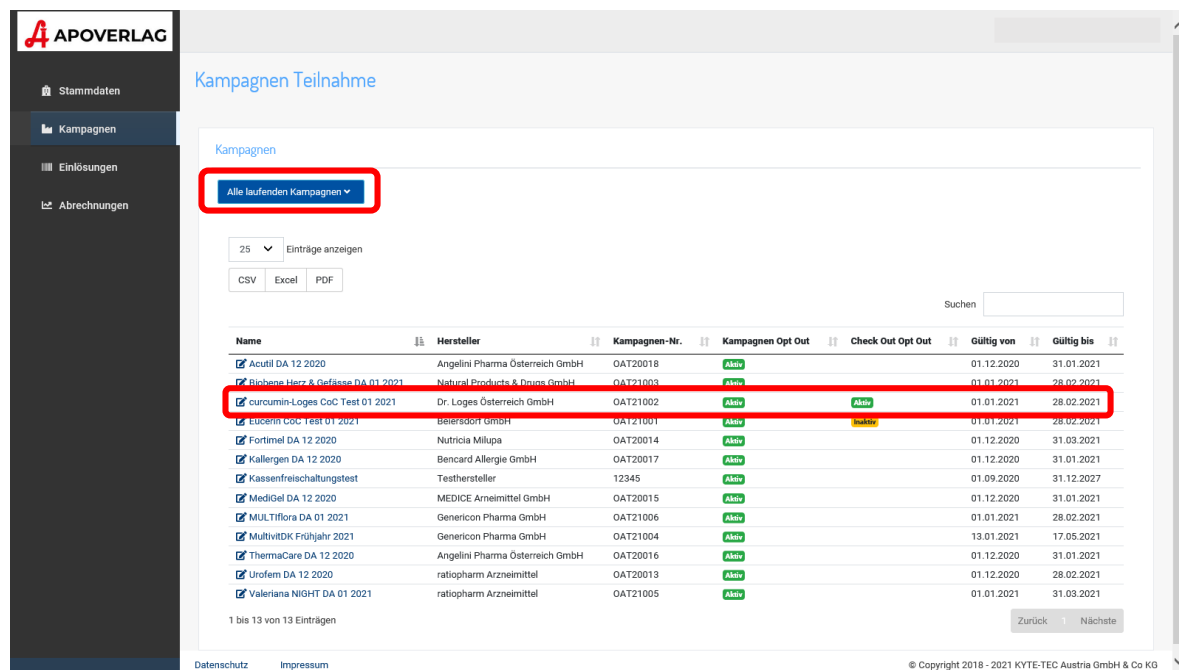 APOVERLAG
Stammdaten
Kampagnen
Einlösungen
Abrechnungen
Kampagnen Teilnahme
Kampagnen
Alle laufenden Kampagnen
25 Einträge anzeigen
CSV Excel PDF
Suchen
Name Hersteller Kampagnen-Nr. Kampagnen Opt Out Check Out Opt Out Gültig von Gültig bis
Acutil DA 12 2020 Angelini Pharma Österreich GmbH OAT20018 Aktiv 01.12.2020 31.01.2021
Biobene Herz & Gefässe DA 01 2021 Natural Products & Drugs GmbH OAT21003 Aktiv 01.01.2021 28.02.2021
curcumin-Loges CoC Test 01 2021 Dr. Loges Österreich GmbH OAT21002 Aktiv Aktiv 01.01.2021 28.02.2021
Eucerin CoC Test 01 2021 Beiersdorf GmbH OAT21001 Aktiv Inaktiv 01.01.2021 28.02.2021
Fortimel DA 12 2020 Nutricia Milupa OAT20014 Aktiv 01.12.2020 31.03.2021
Kallergen DA 12 2020 Bencard Allergie GmbH OAT20017 Aktiv 01.12.2020 31.01.2021
Kassenfreischaltungstest Testhersteller 12345 Aktiv 01.09.2020 31.12.2027
MediGel DA 12 2020 MEDICE Arneimittel GmbH OAT20015 Aktiv 01.12.2020 31.01.2021
MULTIflora DA 01 2021 Genericon Pharma GmbH OAT21006 Aktiv 01.01.2021 28.02.2021
MultivitDK Frühjahr 2021 Genericon Pharma GmbH OAT21004 Aktiv 13.01.2021 17.05.2021
ThermaCare DA 12 2020 Angelini Pharma Österreich GmbH OAT20016 Aktiv 01.12.2020 31.01.2021
Urofem DA 12 2020 ratiopharm Arzneimittel OAT20013 Aktiv 01.12.2020 28.02.2021
Valeriana NIGHT DA 01 2021 ratiopharm Arzneimittel OAT21005 Aktiv 01.01.2021 31.03.2021
1 bis 13 von 13 Einträgen
Zurück 1 Nächste
Datenschutz Impressum © Copyright 2018 - 2021 KYTE-TEC Austria GmbH & Co KG